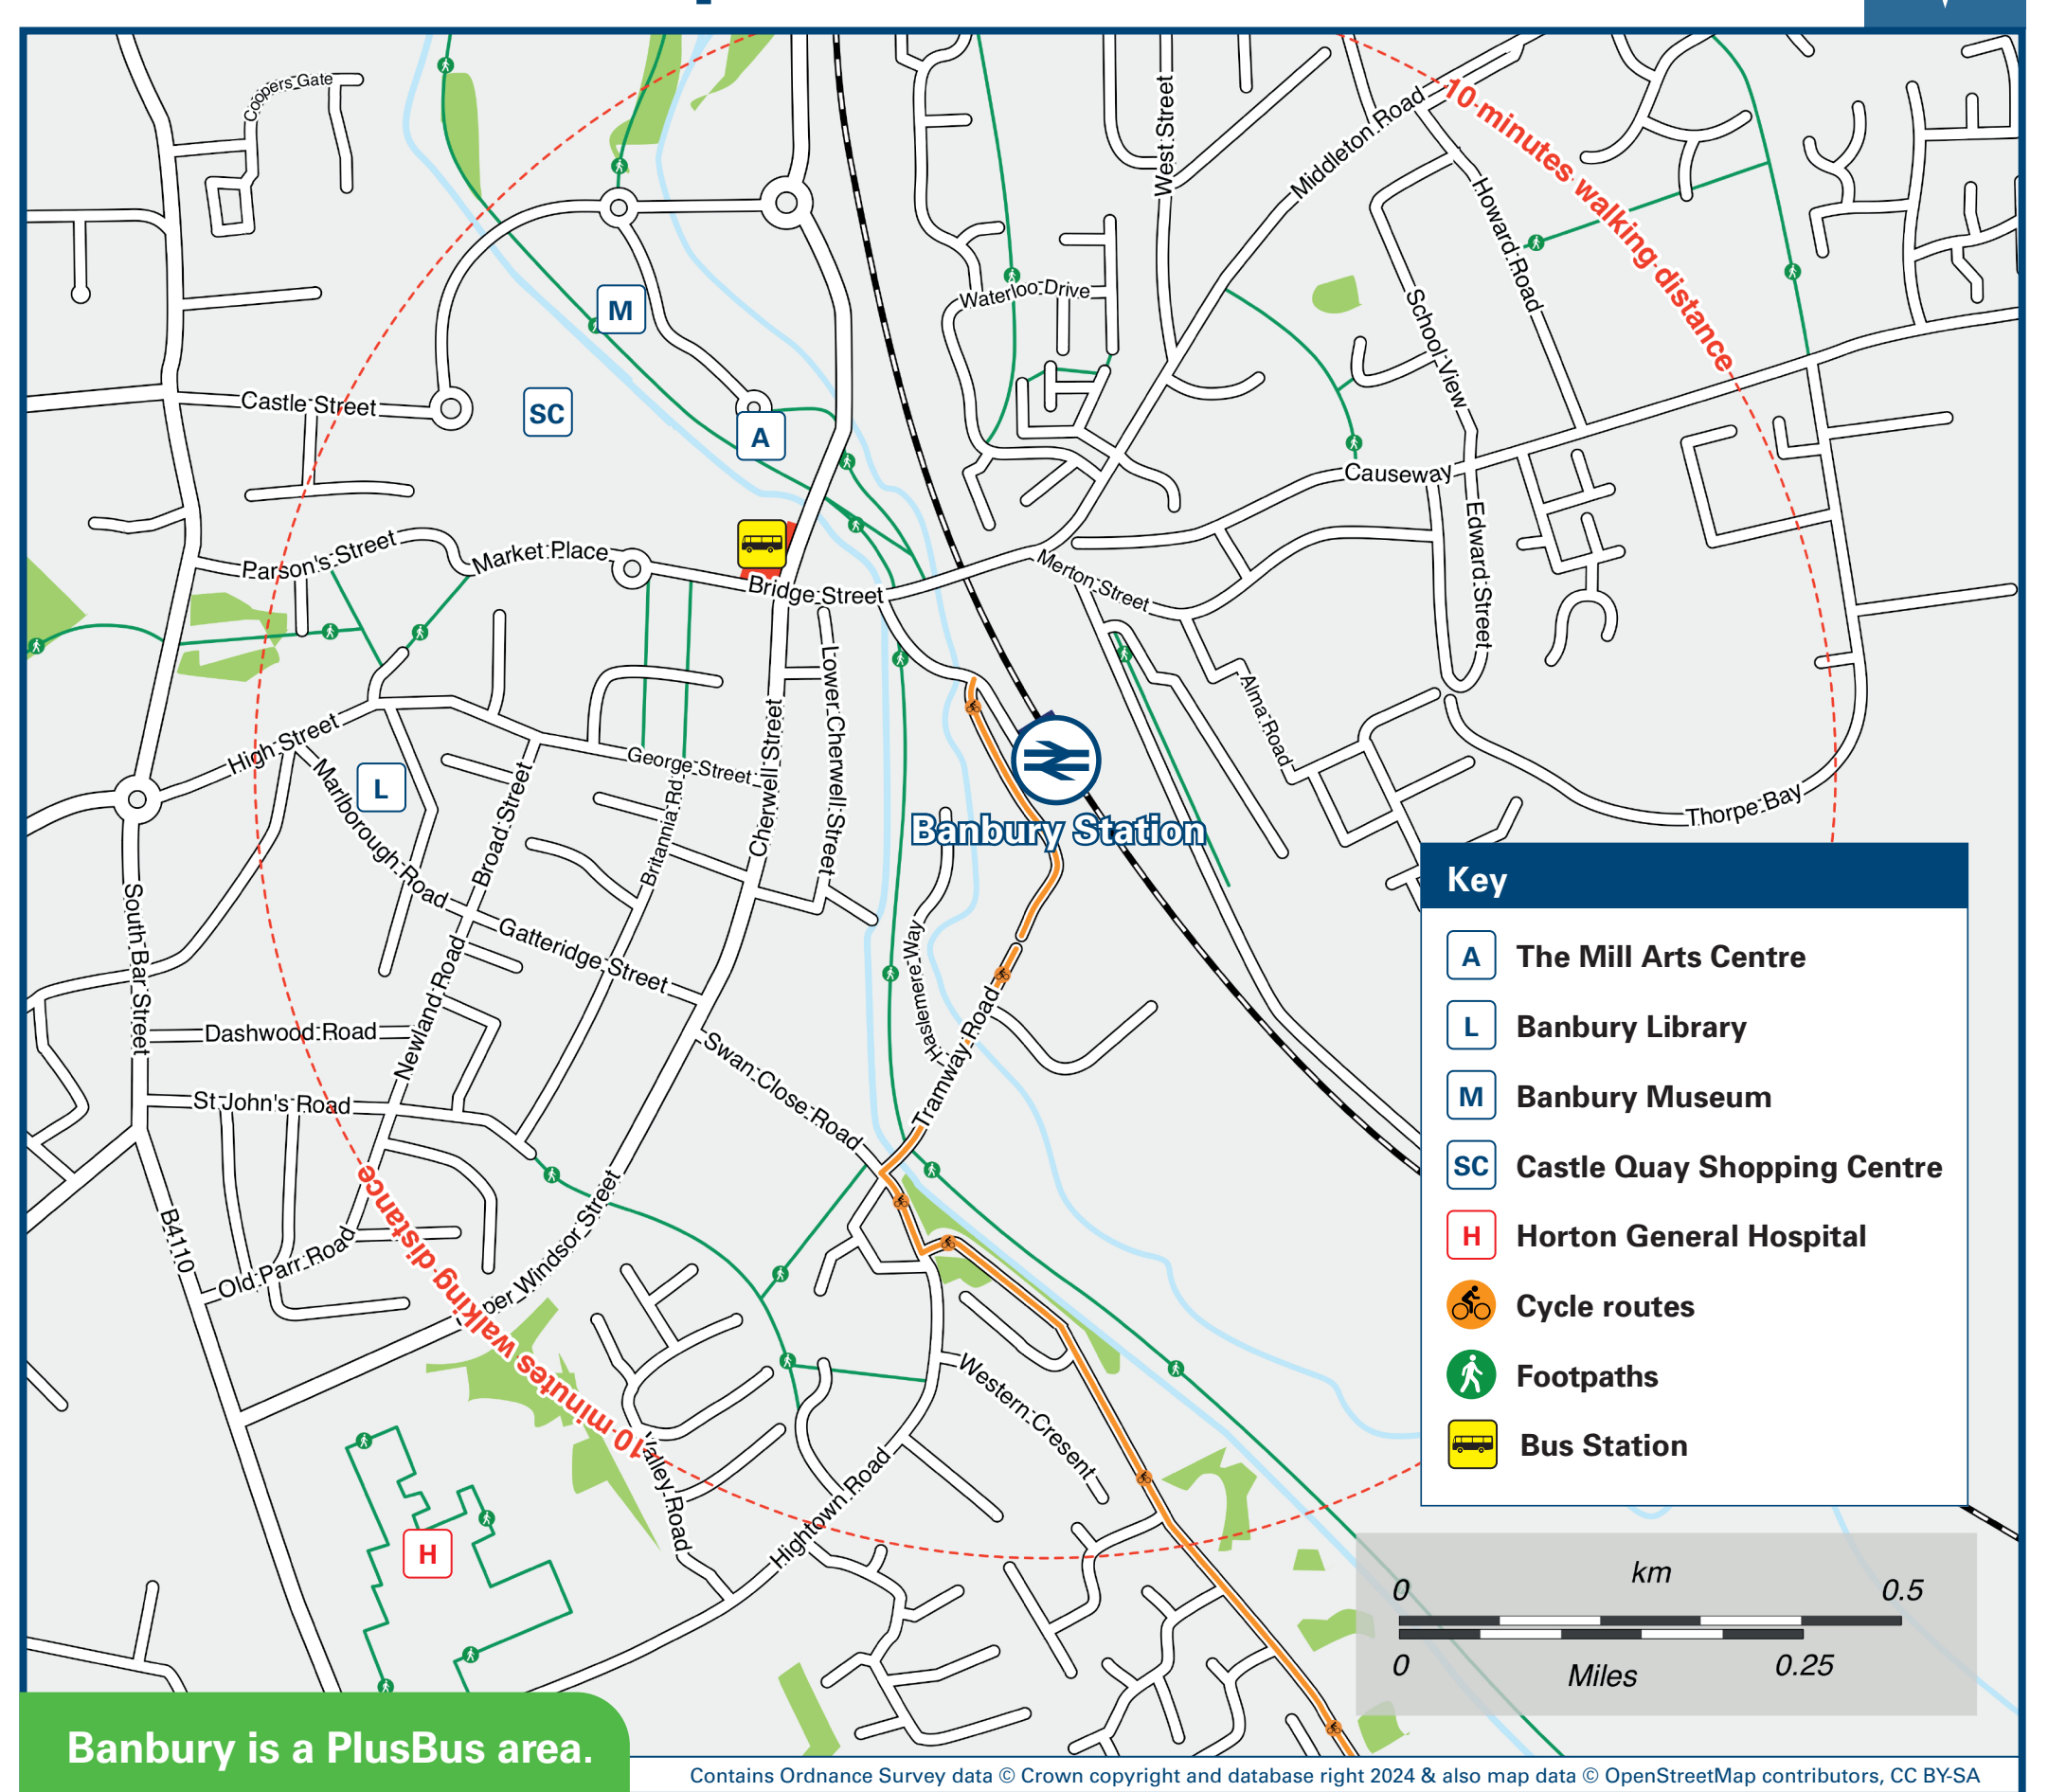 Coopers Gate
West Street
Middleton Road
10 minutes walking distance
Howard Road
Waterloo Drive
School View
M
Castle Street
SC
A
Causeway
Parson's Street
Market Place
Bridge Street
Merton Street
Edward Street
Lower Cherwell Street
Alma Road
High Street
Marlborough Road
L
George Street
Cherwell Street
Britannia Rd
Broad Street
Banbury Station
Thorpe Bay
South Bar Street
Gatteridge Street
Newland Road
Haslemere Way
Tramway Road
Dashwood Road
Swan Close Road
St John's Road
B4110
Old Parr Road
per Windsor Street
10 minutes walking distance
Western Cresent
Valley Road
Hightown Road
H
Key
A The Mill Arts Centre
L Banbury Library
M Banbury Museum
SC Castle Quay Shopping Centre
H Horton General Hospital
Cycle routes
Footpaths
Bus Station
km
0 0.5
0 Miles 0.25
Banbury is a PlusBus area.
Contains Ordnance Survey data © Crown copyright and database right 2024 & also map data © OpenStreetMap contributors, CC BY-SA